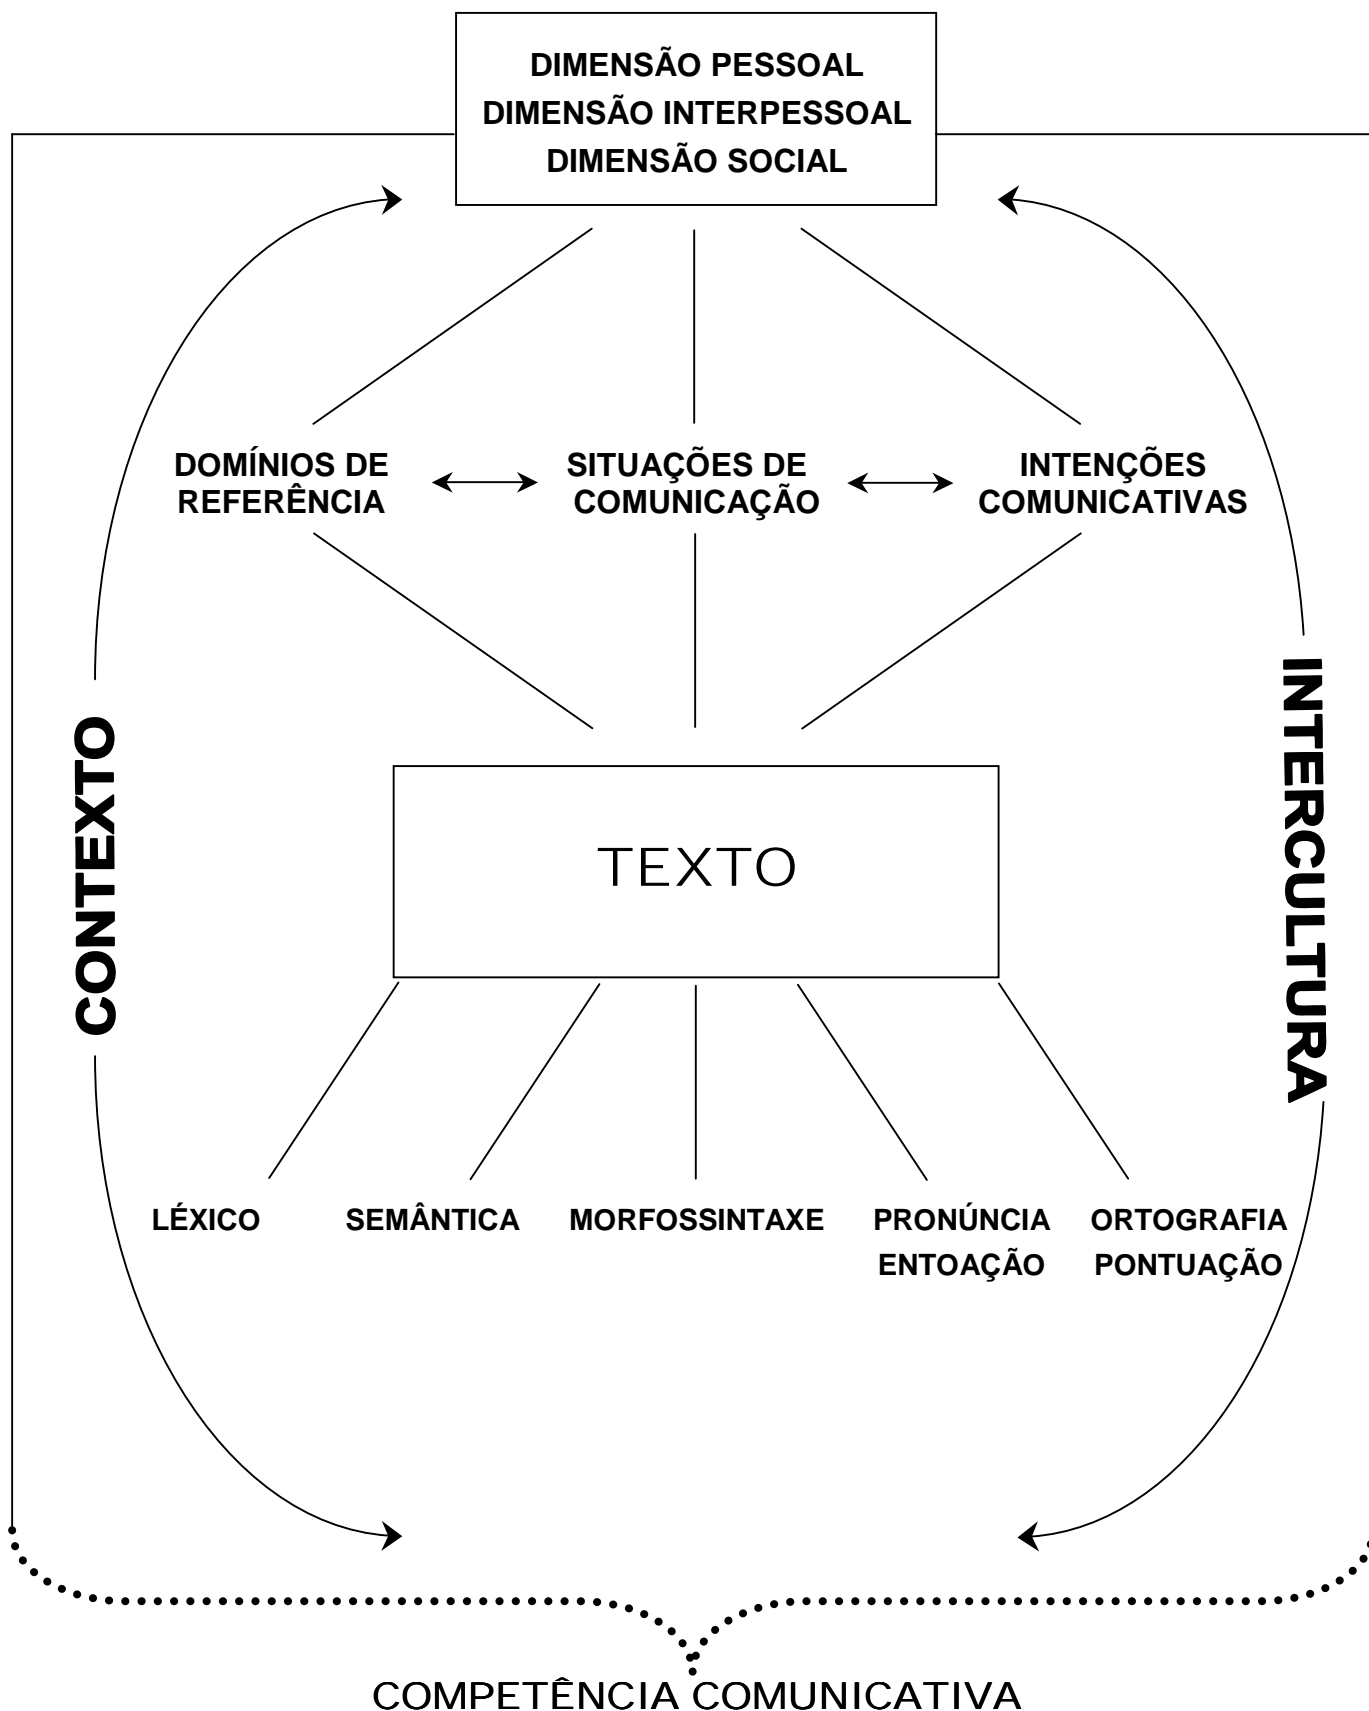 DIMENSÃO PESSOAL
DIMENSÃO INTERPESSOAL
DIMENSÃO SOCIAL
DOMÍNIOS DE
REFERÊNCIA
SITUAÇÕES DE
COMUNICAÇÃO
INTENÇÕES
COMUNICATIVAS
CONTEXTO
INTERCULTURA
TEXTO
LÉXICO
SEMÂNTICA
MORFOSSINTAXE
PRONÚNCIA
ENTOAÇÃO
ORTOGRAFIA
PONTUAÇÃO
COMPETÊNCIA COMUNICATIVA